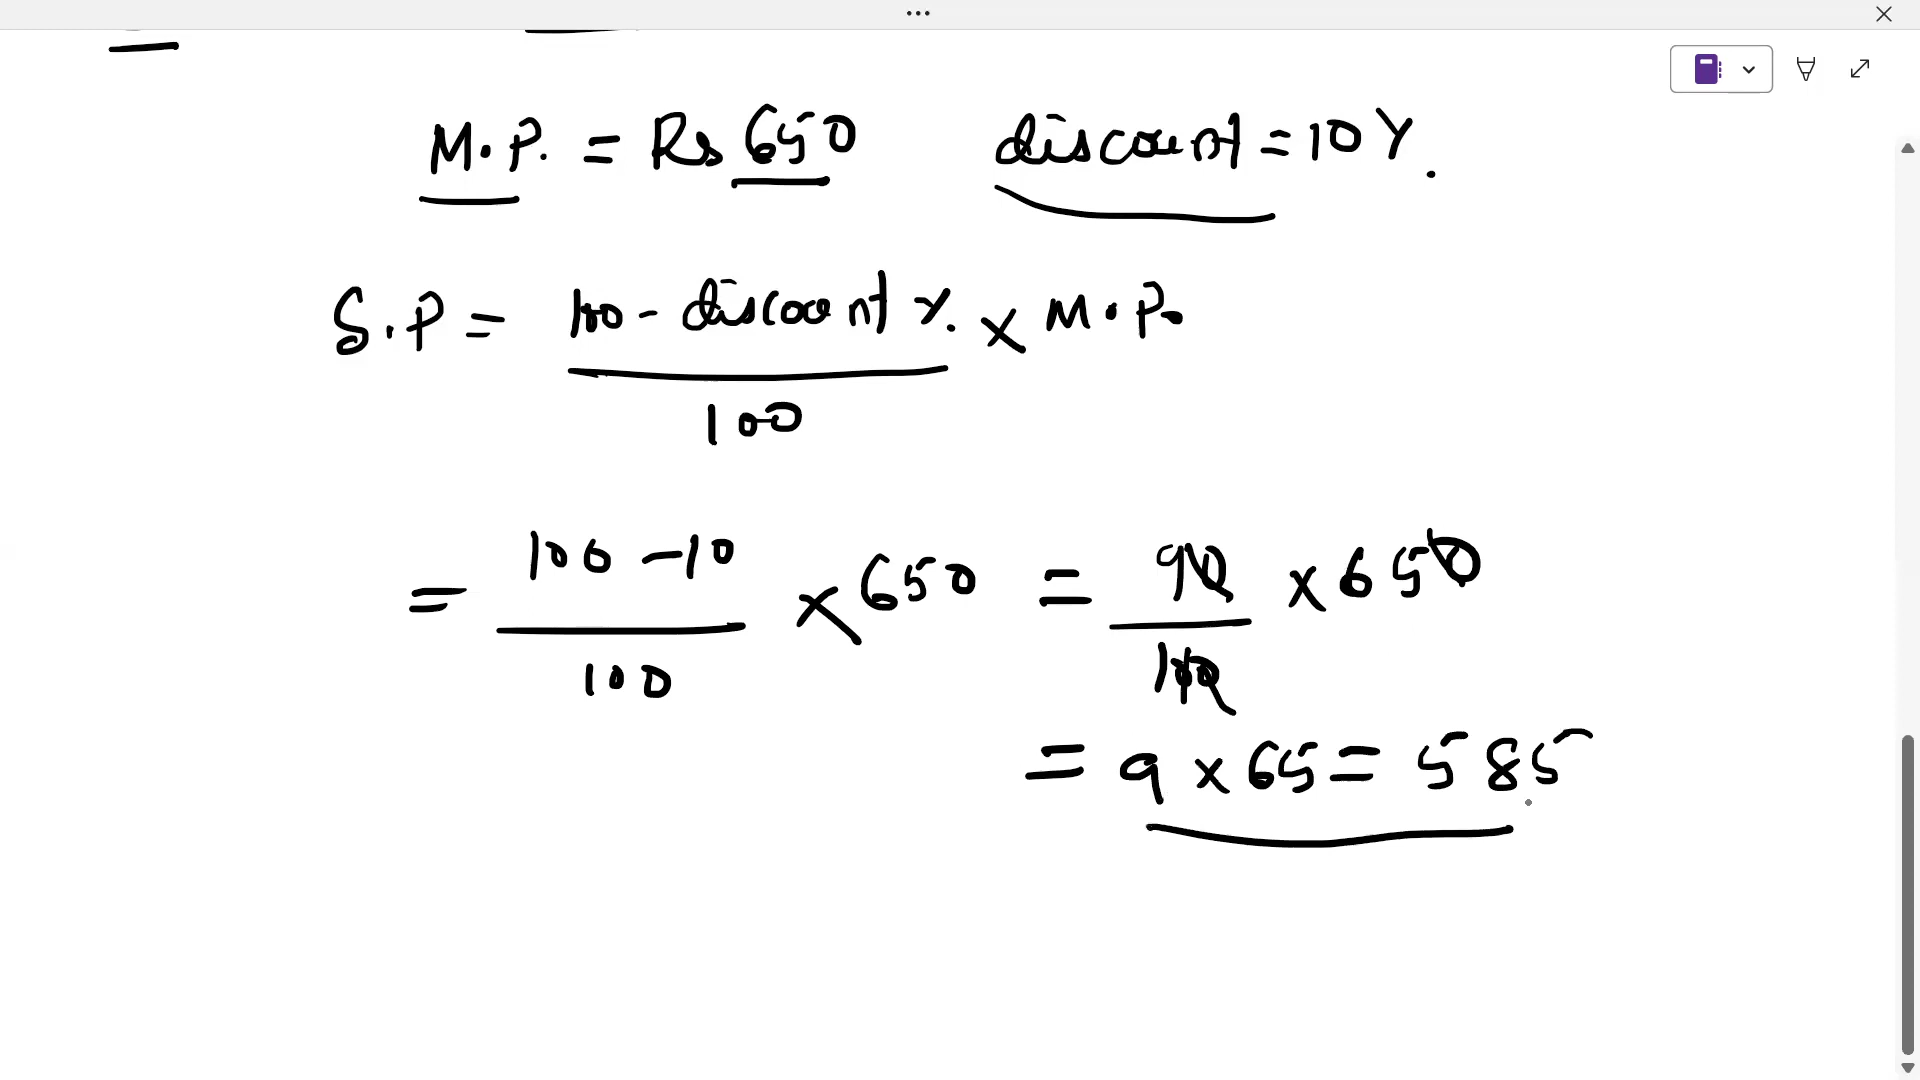 M.P. = Rs 650 discount = 10%.
S.P = 100 - discount %. × M.P.
100
= 100 - 10 × 650 = 90 × 650
100 100
= 9 × 65 = 585